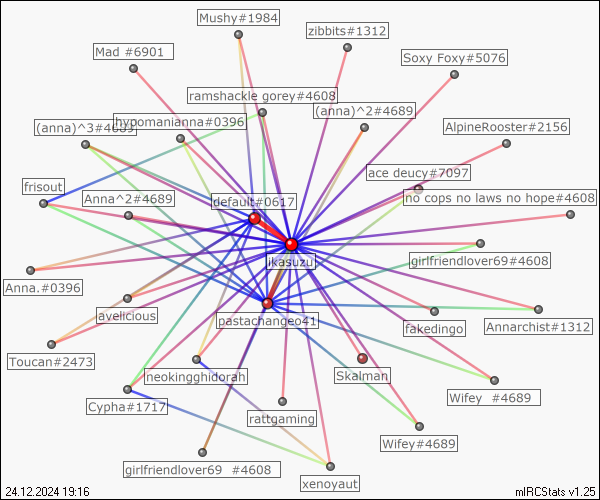 Mushy#1984
zibbits#1312
Mad #6901
Soxy Foxy#5076
ramshackle gorey#4608
(anna)^2#4689
(anna)^3#4689
hypomanianna#0396
AlpineRooster#2156
ace deucy#7097
frisout
Anna^2#4689
default#0617
no cops no laws no hope#4608
likasuzu
girlfriendlover69#4608
Anna.#0396
avelicious
pastachangeo41
fakedingo
Annarchist#1312
Toucan#2473
neokingghidorah
Skalman
Cypha#1717
rattgaming
Wifey #4689
Wifey#4689
girlfriendlover69 #4608
xenoyaut
24.12.2024 19:16
mIRCStats v1.25